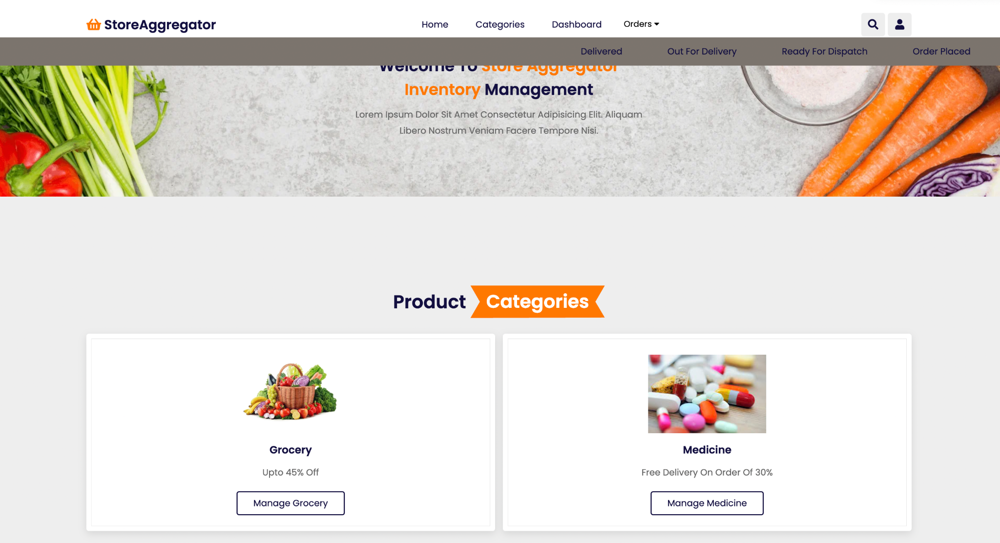 StoreAggregator
Home Categories Dashboard Orders
Delivered Out For Delivery Ready For Dispatch Order Placed
Welcome To Store Aggregator
Inventory Management
Lorem Ipsum Dolor Sit Amet Consectetur Adipisicing Elit. Aliquam
Libero Nostrum Veniam Facere Tempore Nisi.
Product Categories
Grocery
Upto 45% Off
Manage Grocery
Medicine
Free Delivery On Order Of 30%
Manage Medicine